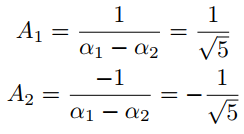 A₁ = 1 / (α₁ − α₂) = 1 / √5
A₂ = −1 / (α₁ − α₂) = − 1 / √5